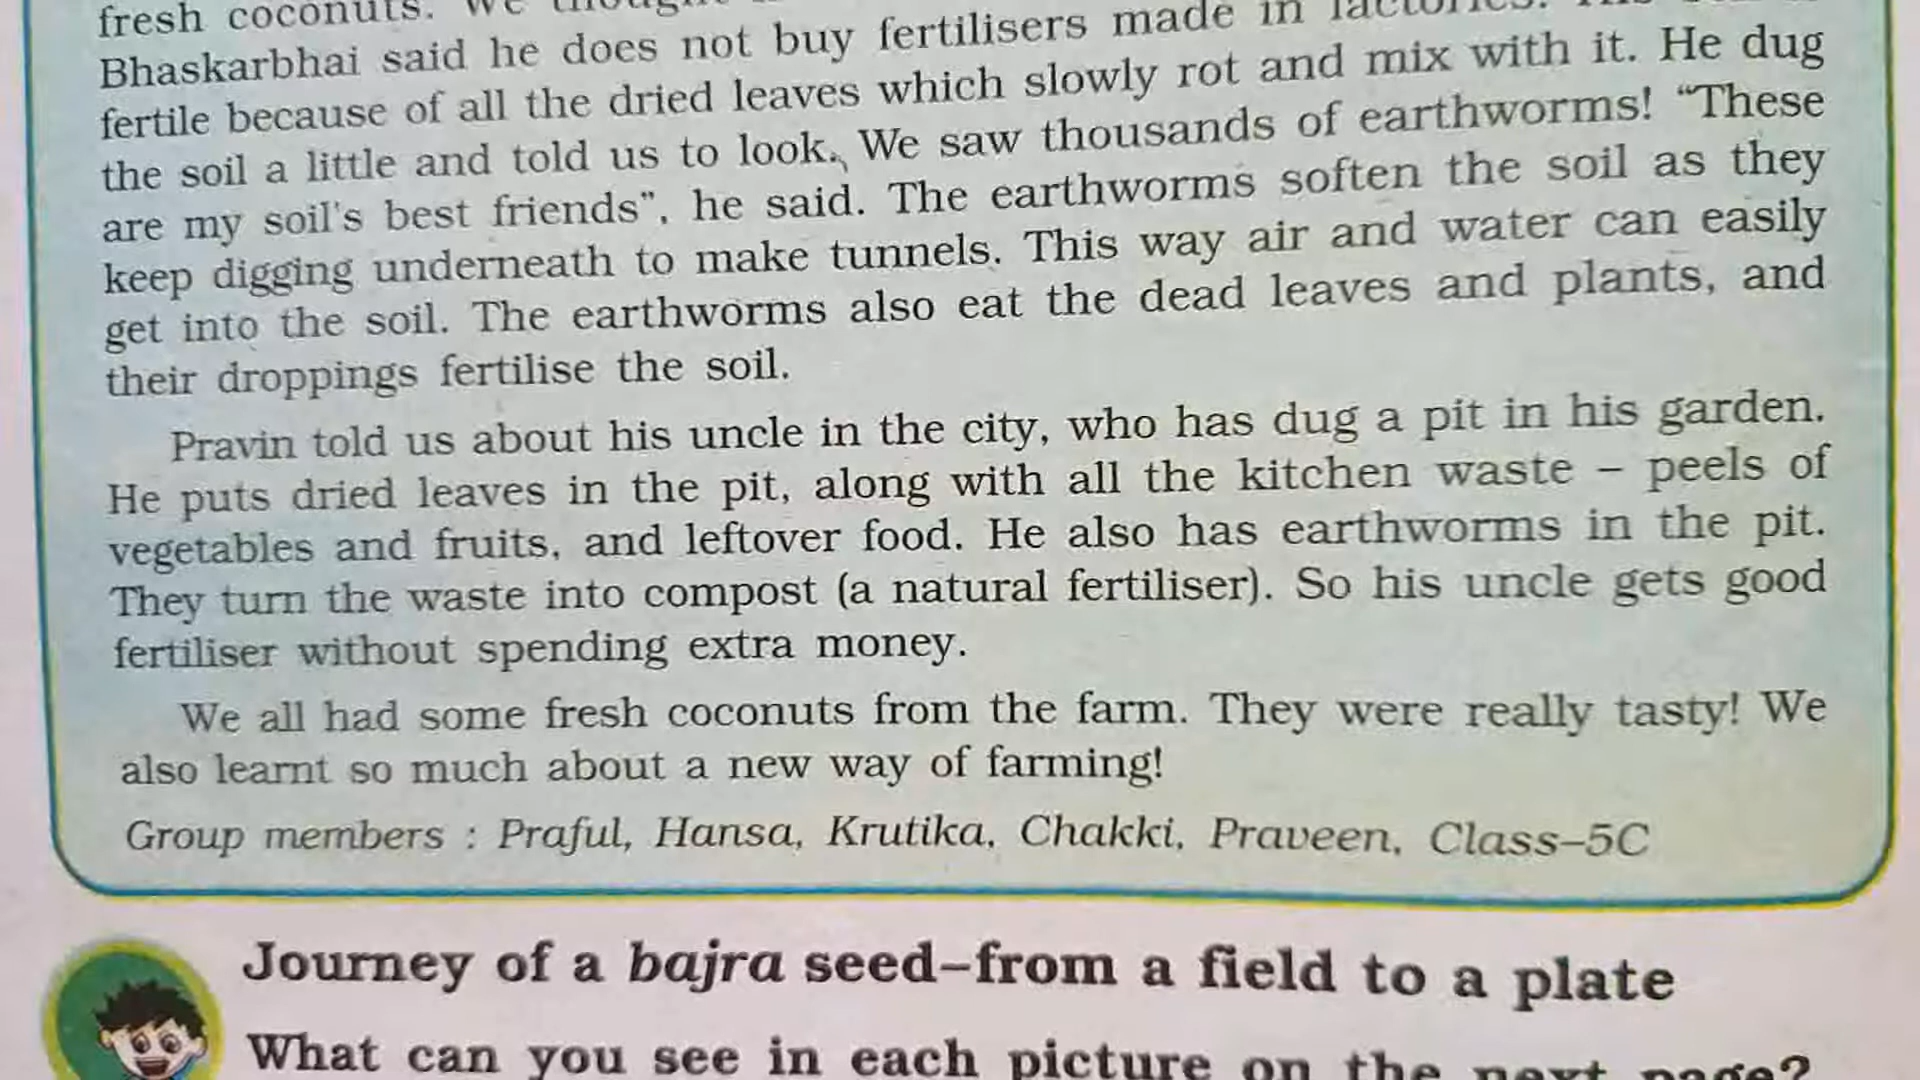 fresh coconuts. We thought
Bhaskarbhai said he does not buy fertilisers made in factories.
fertile because of all the dried leaves which slowly rot and mix with it. He dug
the soil a little and told us to look. We saw thousands of earthworms! “These
are my soil's best friends”, he said. The earthworms soften the soil as they
keep digging underneath to make tunnels. This way air and water can easily
get into the soil. The earthworms also eat the dead leaves and plants, and
their droppings fertilise the soil.
Pravin told us about his uncle in the city, who has dug a pit in his garden.
He puts dried leaves in the pit, along with all the kitchen waste – peels of
vegetables and fruits, and leftover food. He also has earthworms in the pit.
They turn the waste into compost (a natural fertiliser). So his uncle gets good
fertiliser without spending extra money.
We all had some fresh coconuts from the farm. They were really tasty! We
also learnt so much about a new way of farming!
Group members : Praful, Hansa, Krutika, Chakki, Praveen, Class–5C
Journey of a bajra seed–from a field to a plate
What can you see in each picture on the next page?